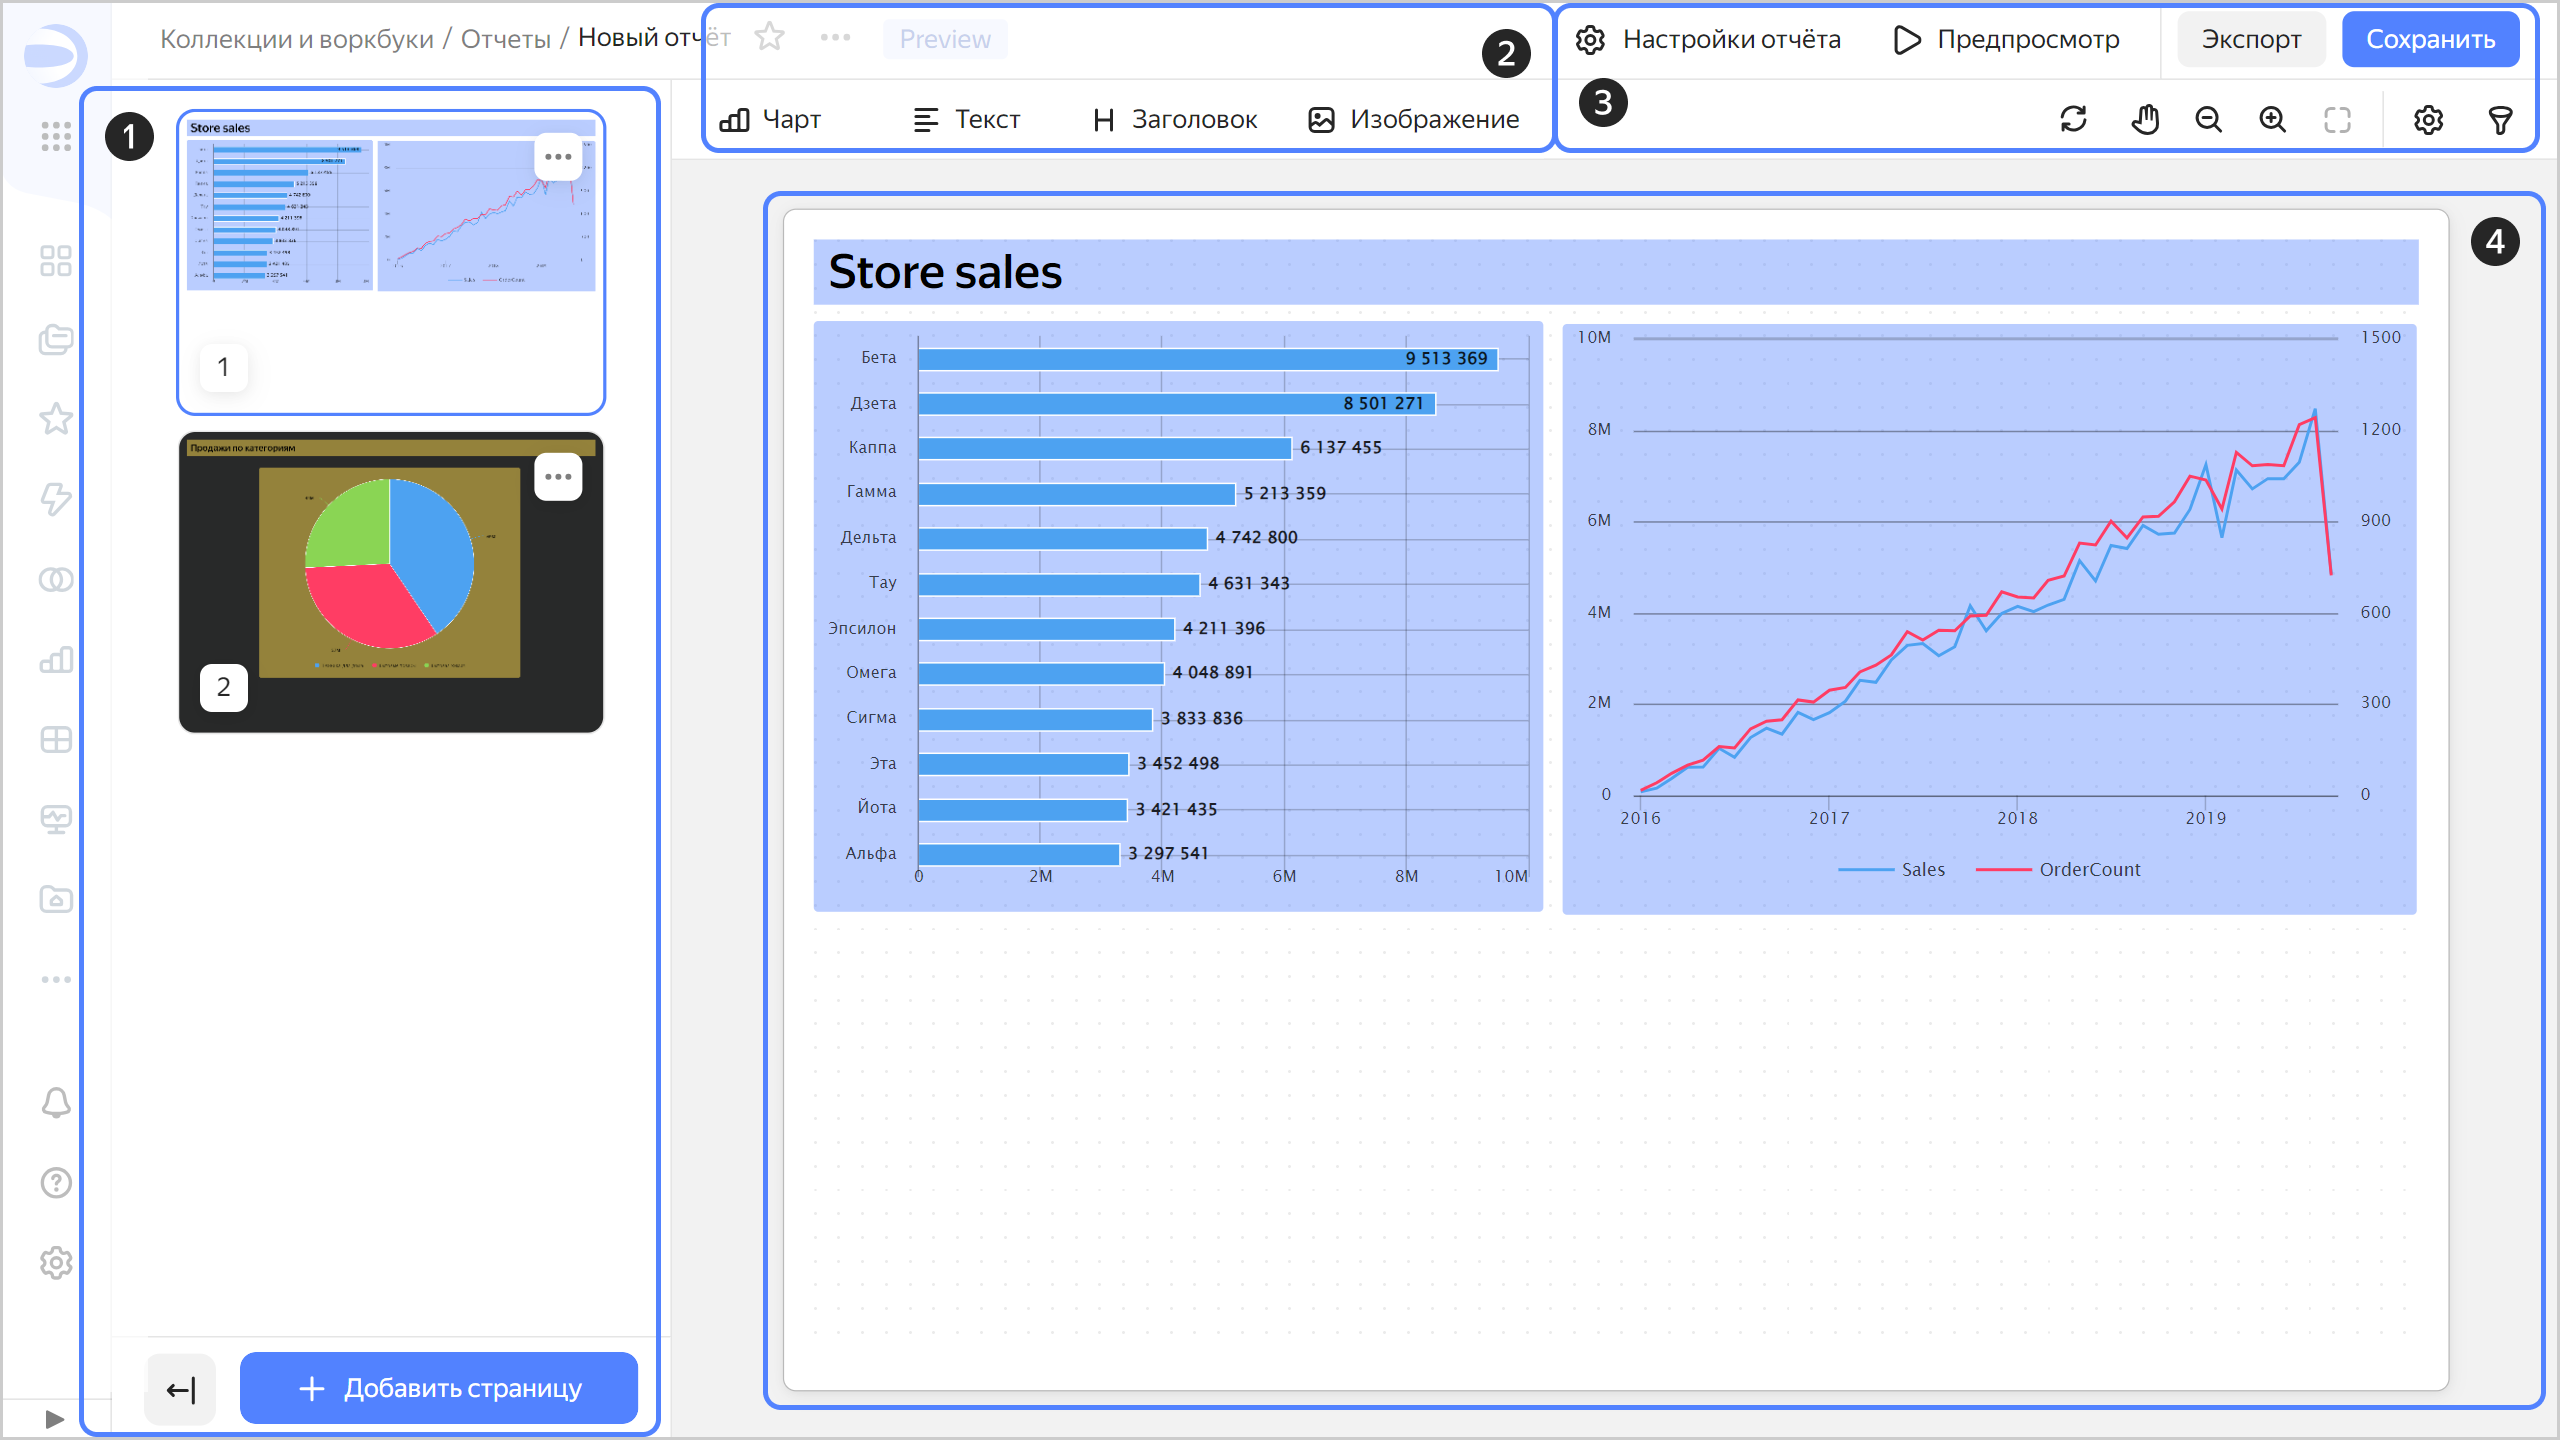 Коллекции и воркбуки / Отчеты / Новый отчёт
Preview
2
Настройки отчёта
Предпросмотр
Экспорт
Сохранить
Чарт
Текст
Заголовок
Изображение
3
1
Store sales
1
Продажи по категориям
2
Добавить страницу
4
Store sales
Бета 9 513 369
Дзета 8 501 271
Каппа 6 137 455
Гамма 5 213 359
Дельта 4 742 800
Тау 4 631 343
Эпсилон 4 211 396
Омега 4 048 891
Сигма 3 833 836
Эта 3 452 498
Йота 3 421 435
Альфа 3 297 541
0 2M 4M 6M 8M 10M
10M 1500
8M 1200
6M 900
4M 600
2M 300
0 0
2016 2017 2018 2019
Sales OrderCount